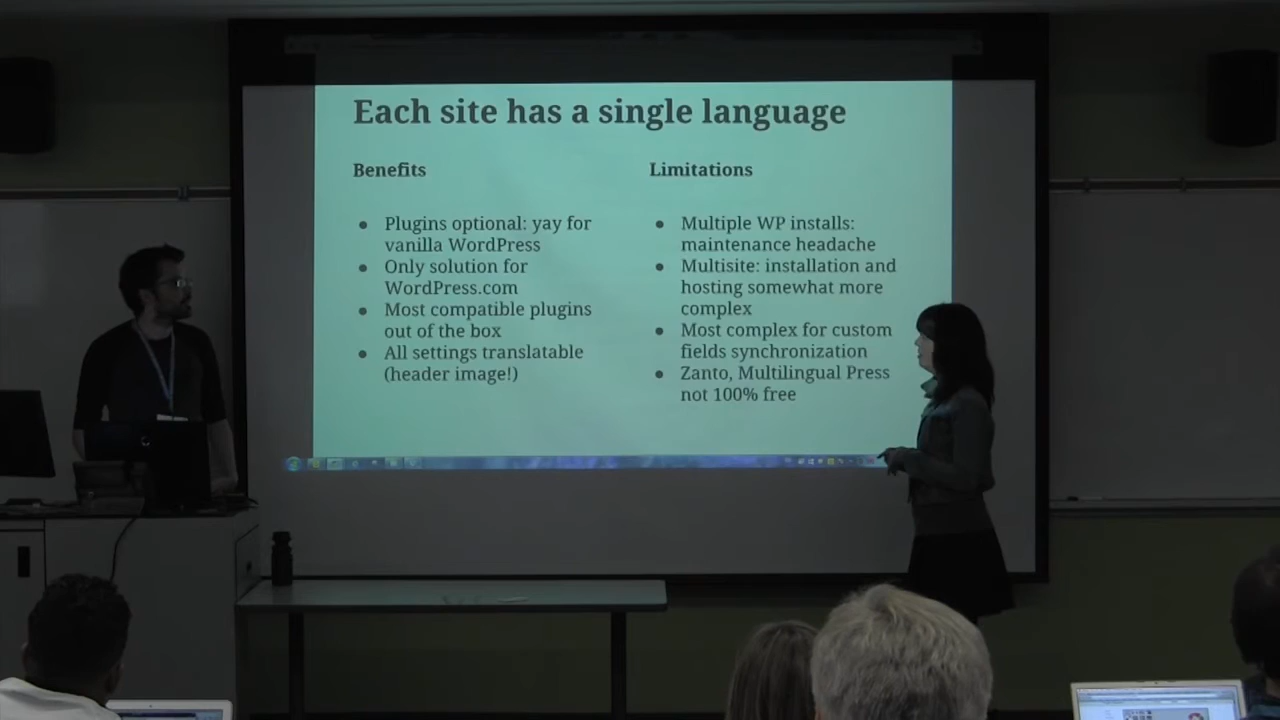 Each site has a single language
Benefits
● Plugins optional: yay for
vanilla WordPress
● Only solution for
WordPress.com
● Most compatible plugins
out of the box
● All settings translatable
(header image!)
Limitations
● Multiple WP installs:
maintenance headache
● Multisite: installation and
hosting somewhat more
complex
● Most complex for custom
fields synchronization
● Zanto, Multilingual Press
not 100% free